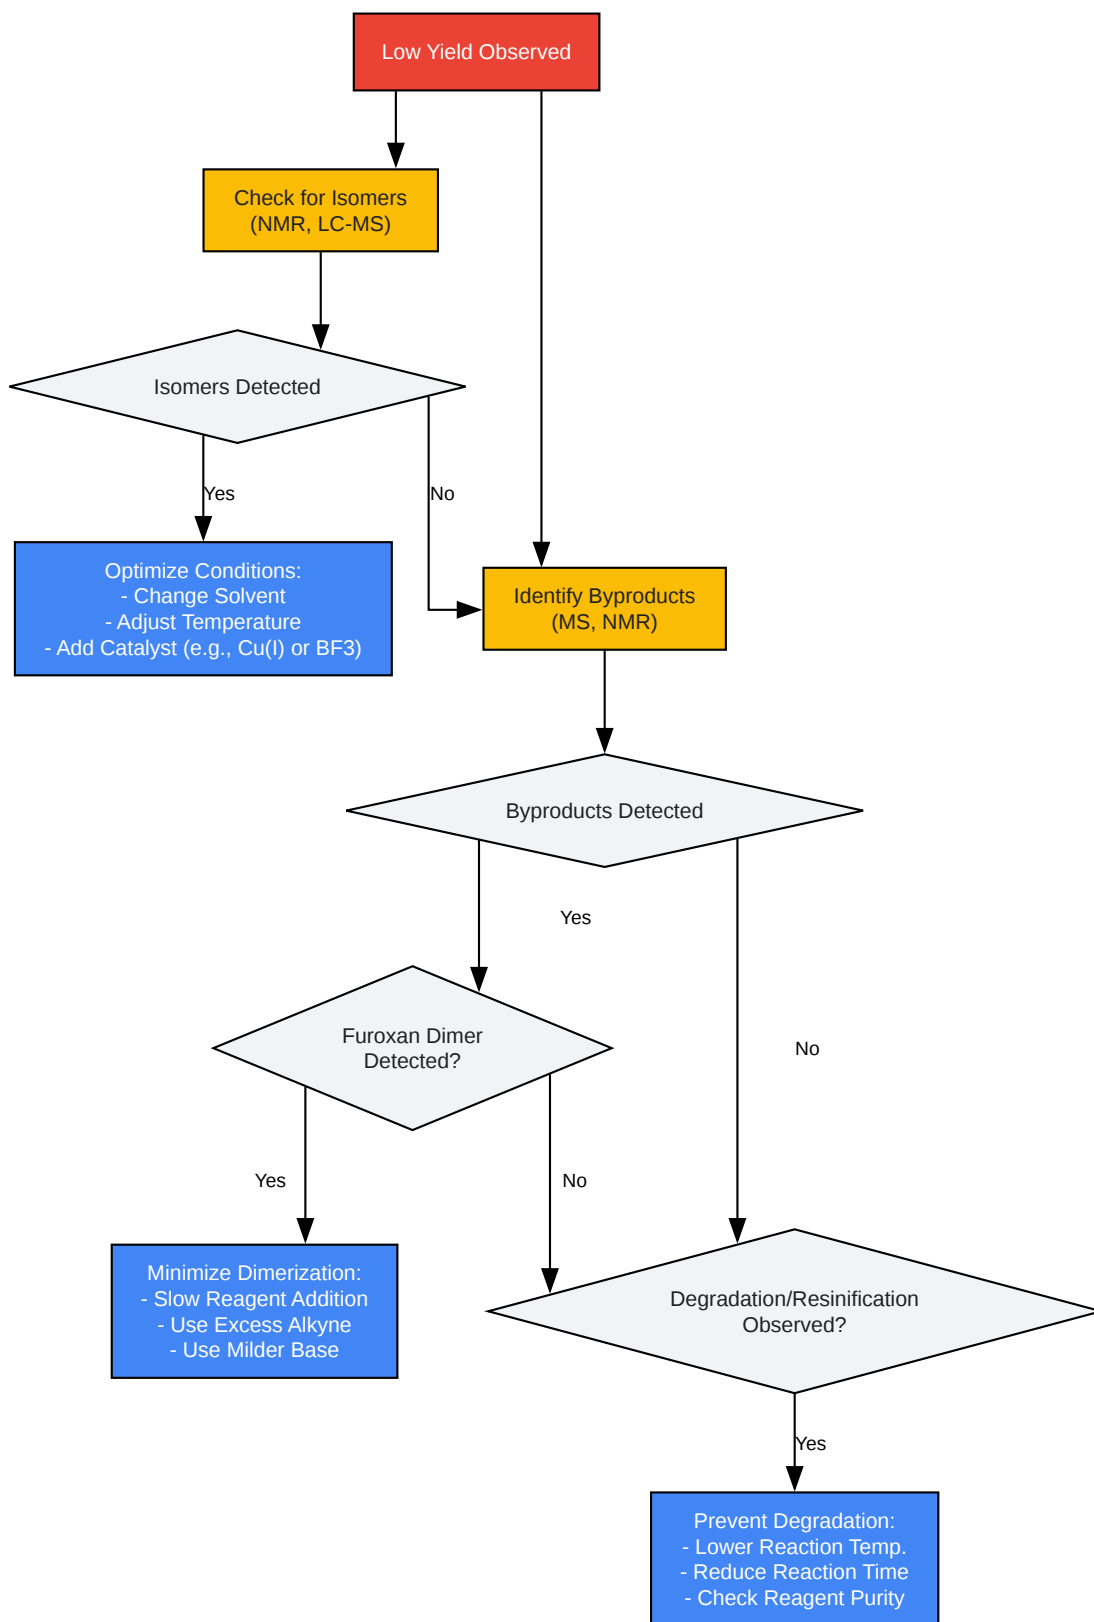 Low Yield Observed
Check for Isomers
(NMR, LC-MS)
Isomers Detected
Yes
No
Optimize Conditions:
- Change Solvent
- Adjust Temperature
- Add Catalyst (e.g., Cu(I) or BF3)
Identify Byproducts
(MS, NMR)
Byproducts Detected
Yes
No
Furoxan Dimer
Detected?
Yes
No
Minimize Dimerization:
- Slow Reagent Addition
- Use Excess Alkyne
- Use Milder Base
Degradation/Resinification
Observed?
Yes
Prevent Degradation:
- Lower Reaction Temp.
- Reduce Reaction Time
- Check Reagent Purity